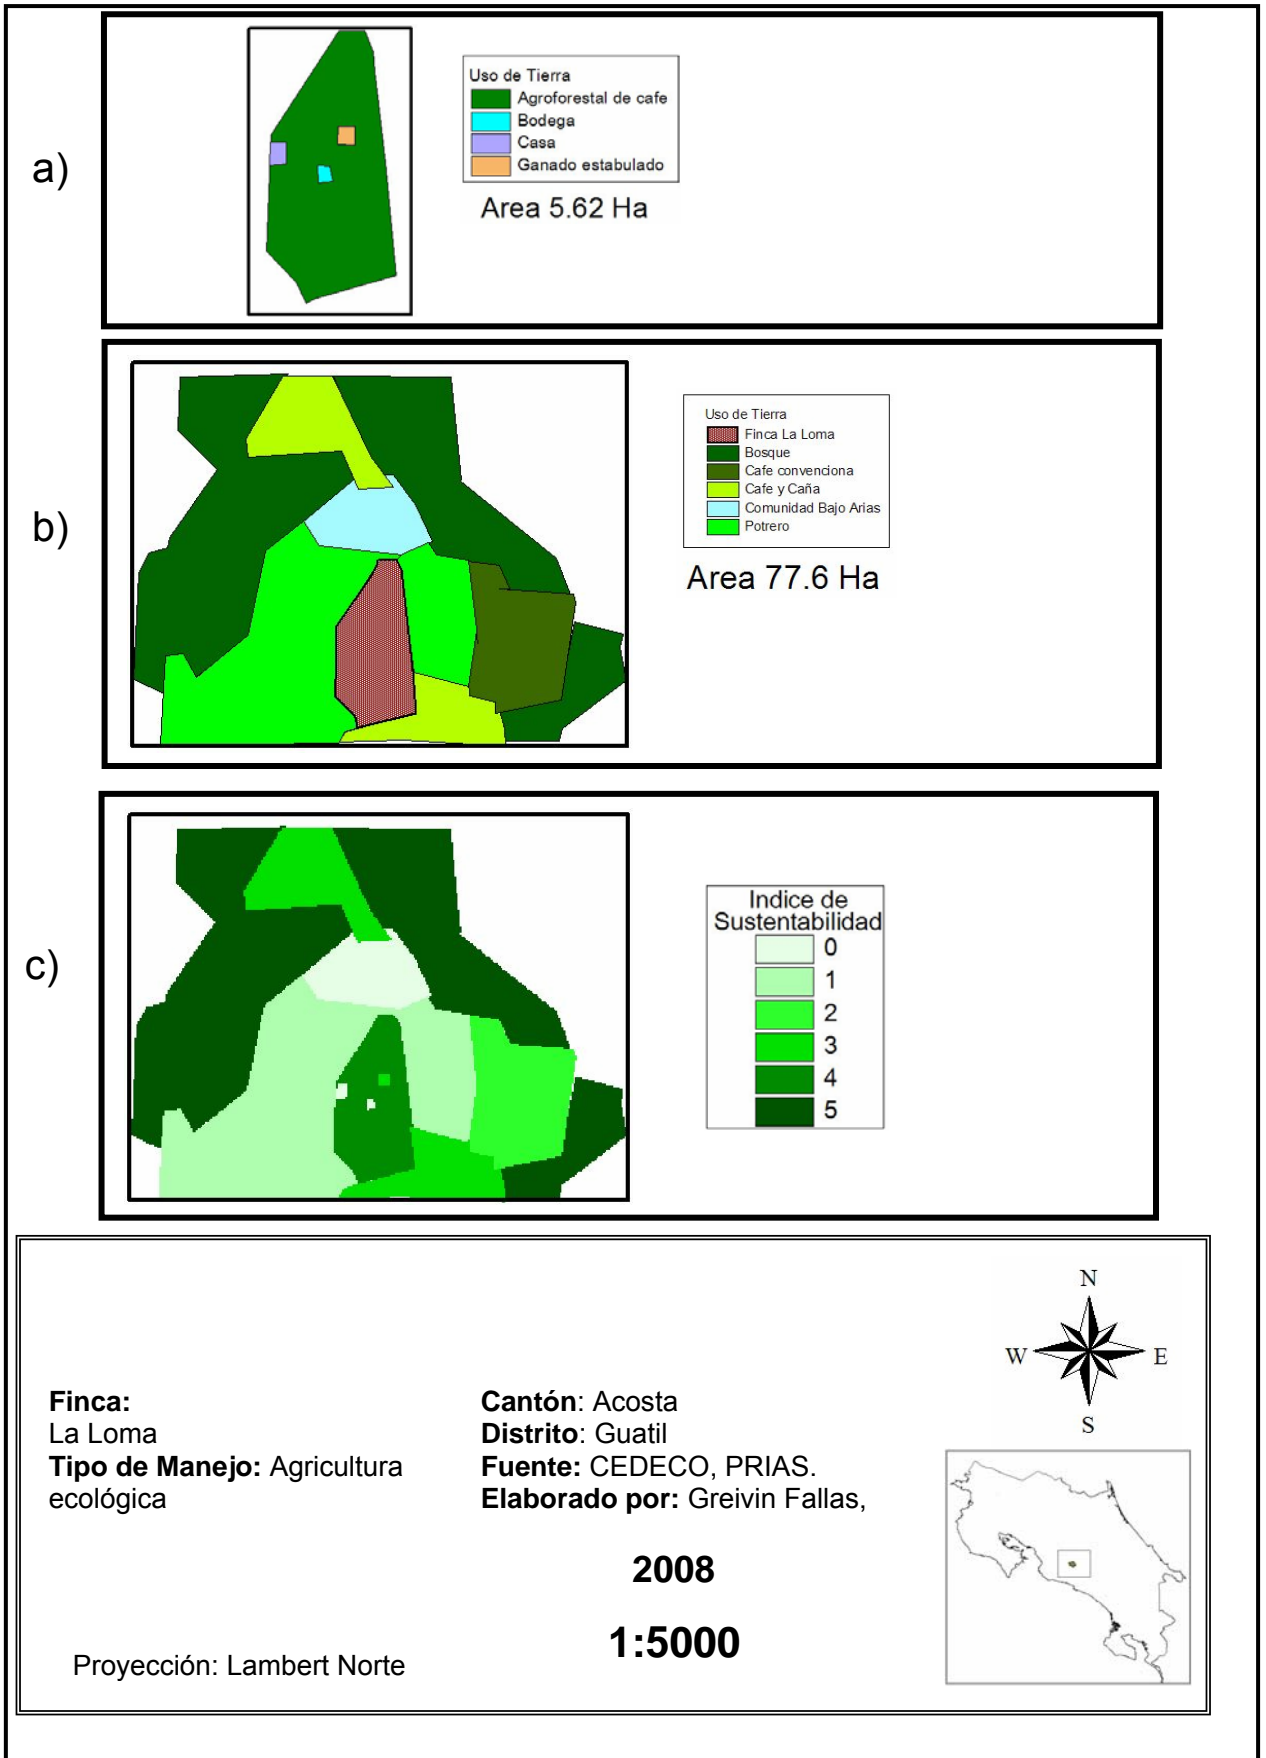 a)
Uso de Tierra
Agroforestal de cafe
Bodega
Casa
Ganado estabulado
Area 5.62 Ha
b)
Uso de Tierra
Finca La Loma
Bosque
Cafe convenciona
Cafe y Caña
Comunidad Bajo Arias
Potrero
Area 77.6 Ha
c)
Indice de
Sustentabilidad
0
1
2
3
4
5
N
W E
S
Finca:
La Loma
Tipo de Manejo: Agricultura
ecológica
Cantón: Acosta
Distrito: Guatil
Fuente: CEDECO, PRIAS.
Elaborado por: Greivin Fallas,
2008
1:5000
Proyección: Lambert Norte